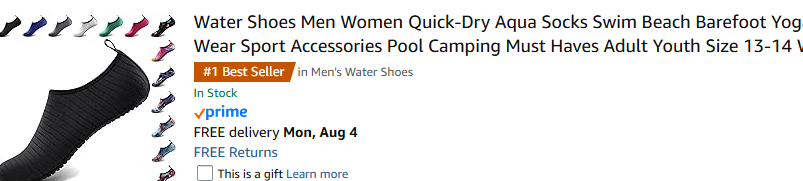 Water Shoes Men Women Quick-Dry Aqua Socks Swim Beach Barefoot Yog
Wear Sport Accessories Pool Camping Must Haves Adult Youth Size 13-14 W
#1 Best Seller in Men's Water Shoes
In Stock
prime
FREE delivery Mon, Aug 4
FREE Returns
This is a gift Learn more